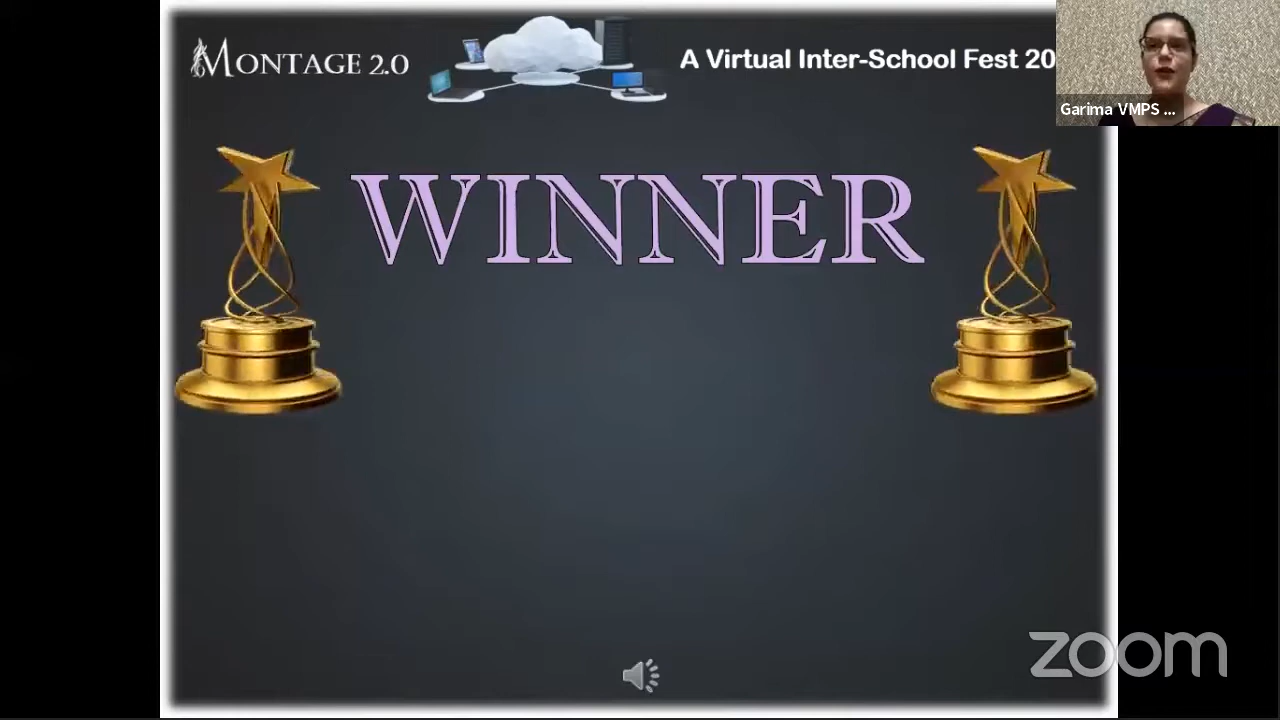 MONTAGE 2.0
A Virtual Inter-School Fest 20
Garima VMPS ...
WINNER
zoom